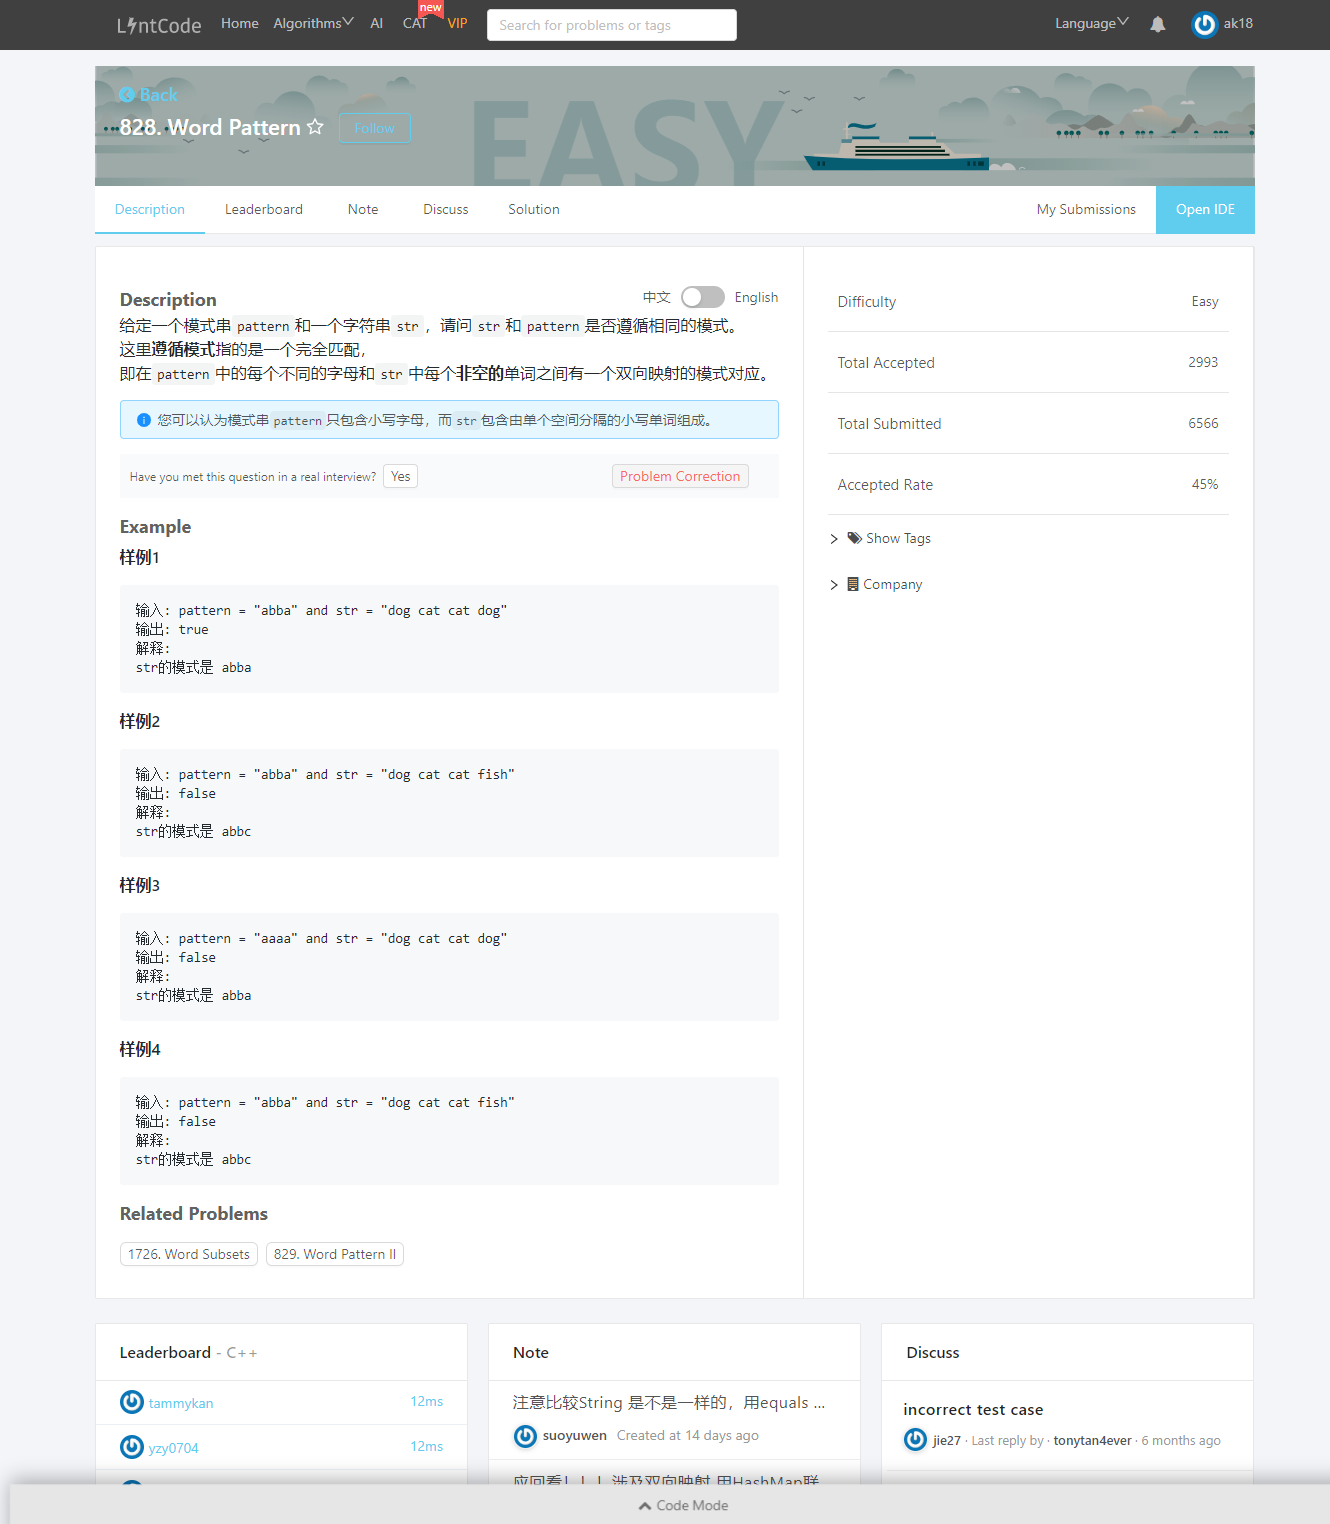 LintCode Home Algorithms AI CAT new VIP Search for problems or tags Language ak18
Back
828. Word Pattern Follow
EASY
Description Leaderboard Note Discuss Solution My Submissions Open IDE
Description 中文 English
给定一个模式串 pattern 和一个字符串 str ，请问 str 和 pattern 是否遵循相同的模式。
这里遵循模式指的是一个完全匹配，
即在 pattern 中的每个不同的字母和 str 中每个非空的单词之间有一个双向映射的模式对应。
您可以认为模式串 pattern 只包含小写字母，而 str 包含由单个空间分隔的小写单词组成。
Have you met this question in a real interview? Yes Problem Correction
Example
样例1
输入: pattern = "abba" and str = "dog cat cat dog"
输出: true
解释:
str的模式是 abba
样例2
输入: pattern = "abba" and str = "dog cat cat fish"
输出: false
解释:
str的模式是 abbc
样例3
输入: pattern = "aaaa" and str = "dog cat cat dog"
输出: false
解释:
str的模式是 abba
样例4
输入: pattern = "abba" and str = "dog cat cat fish"
输出: false
解释:
str的模式是 abbc
Related Problems
1726. Word Subsets 829. Word Pattern II
Difficulty Easy
Total Accepted 2993
Total Submitted 6566
Accepted Rate 45%
Show Tags
Company
Leaderboard - C++
tammykan 12ms
yzy0704 12ms
Note
注意比较String 是不是一样的，用equals ...
suoyuwen Created at 14 days ago
应回看！！！涉及双向映射 用HashMap联
Discuss
incorrect test case
jie27 · Last reply by · tonytan4ever · 6 months ago
Code Mode